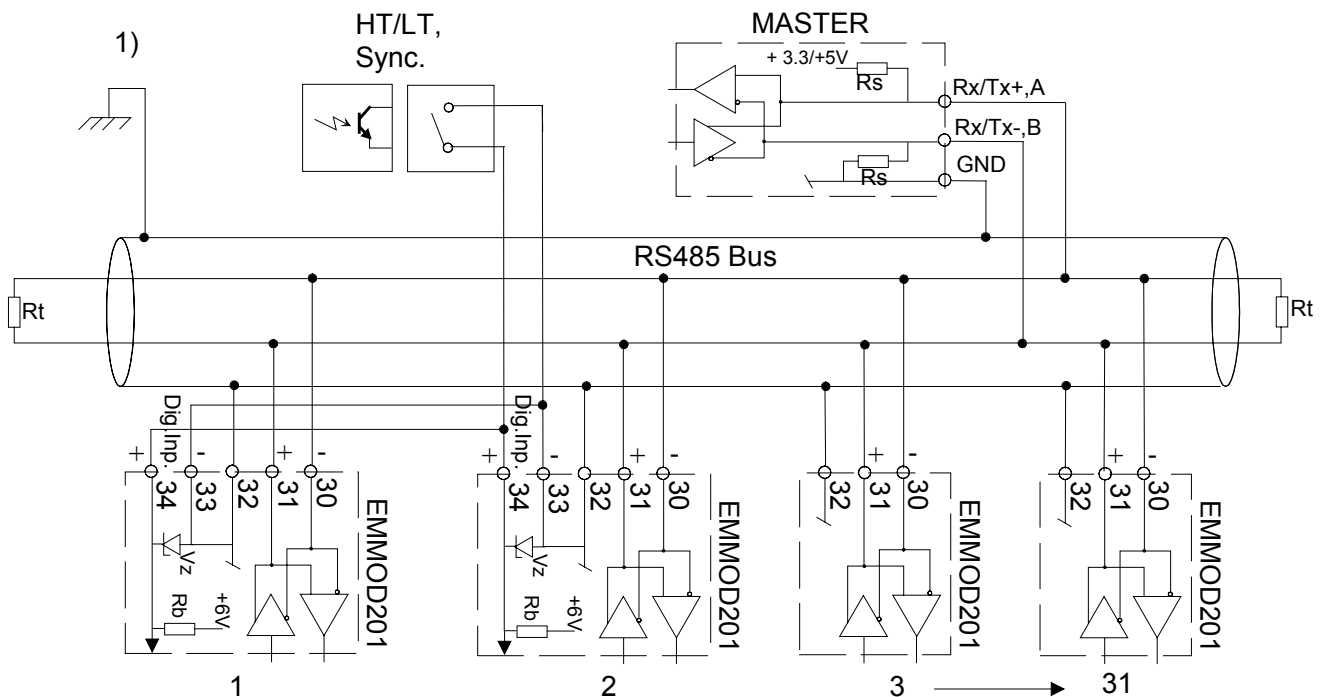 1)
HT/LT,
Sync.
MASTER
+ 3.3/+5V
Rs
Rx/Tx+,A
Rx/Tx-,B
GND
Rs
RS485 Bus
Rt
Rt
+ Dig.Inp. - + -
34 33 32 31 30
Vz
Rb
+6V
EMMOD201
1
+ Dig.Inp. - + -
34 33 32 31 30
Vz
Rb
+6V
EMMOD201
2
+ -
32 31 30
EMMOD201
3
+ -
32 31 30
EMMOD201
31